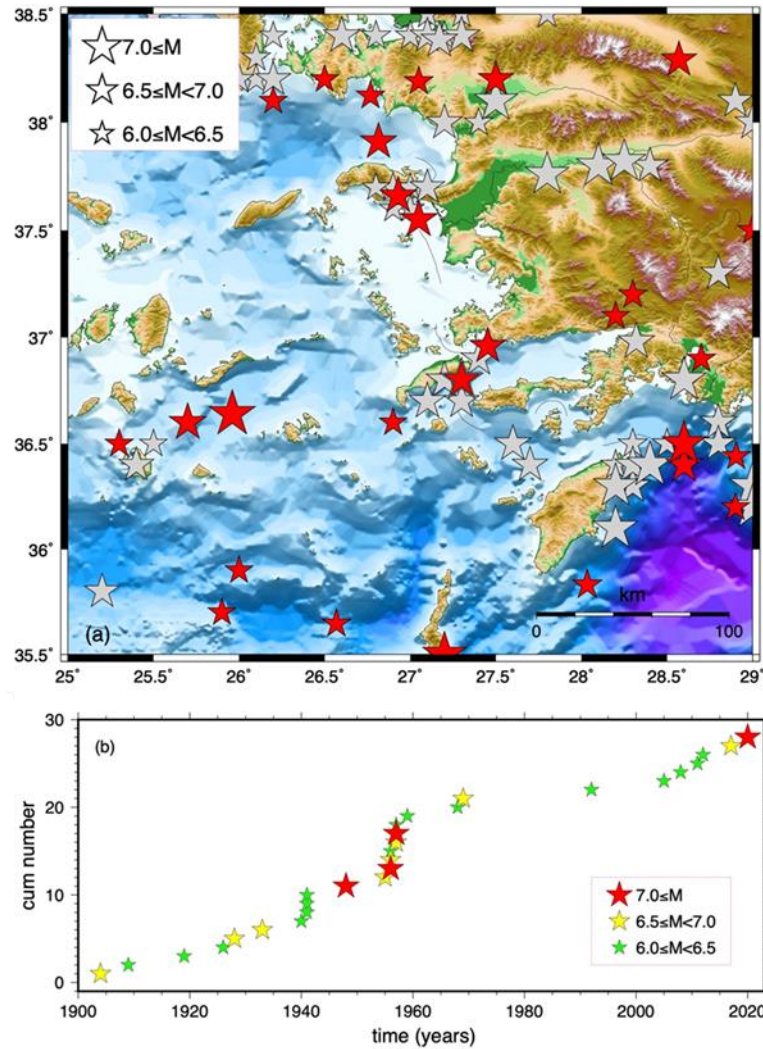 38.5˚
38˚
37.5˚
37˚
36.5˚
36˚
35.5˚
7.0≤M
6.5≤M<7.0
6.0≤M<6.5
km
0 100
(a)
25˚ 25.5˚ 26˚ 26.5˚ 27˚ 27.5˚ 28˚ 28.5˚ 29˚
(b)
30
20
10
0
cum number
7.0≤M
6.5≤M<7.0
6.0≤M<6.5
1900 1920 1940 1960 1980 2000 2020
time (years)